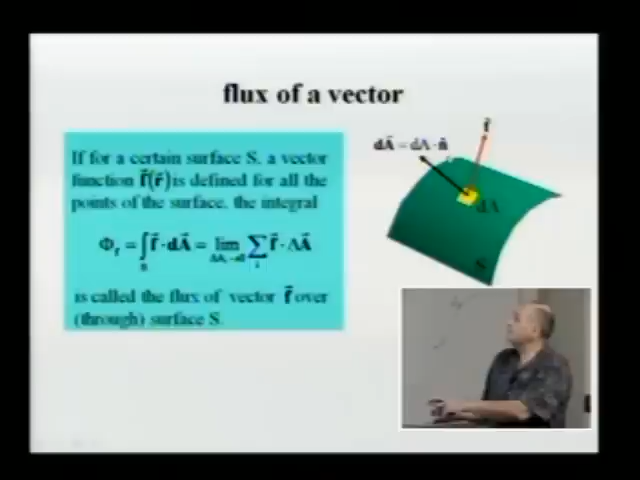 flux of a vector
If for a certain surface S, a vector
function f⃗(r⃗) is defined for all the
points of the surface, the integral
Φf = ∫S f⃗ · dA⃗ = lim ΔAi→0 Σi f⃗ · ΔA⃗
is called the flux of vector f⃗ over
(through) surface S.
dA⃗ = dA · n̂
f⃗
dA
S